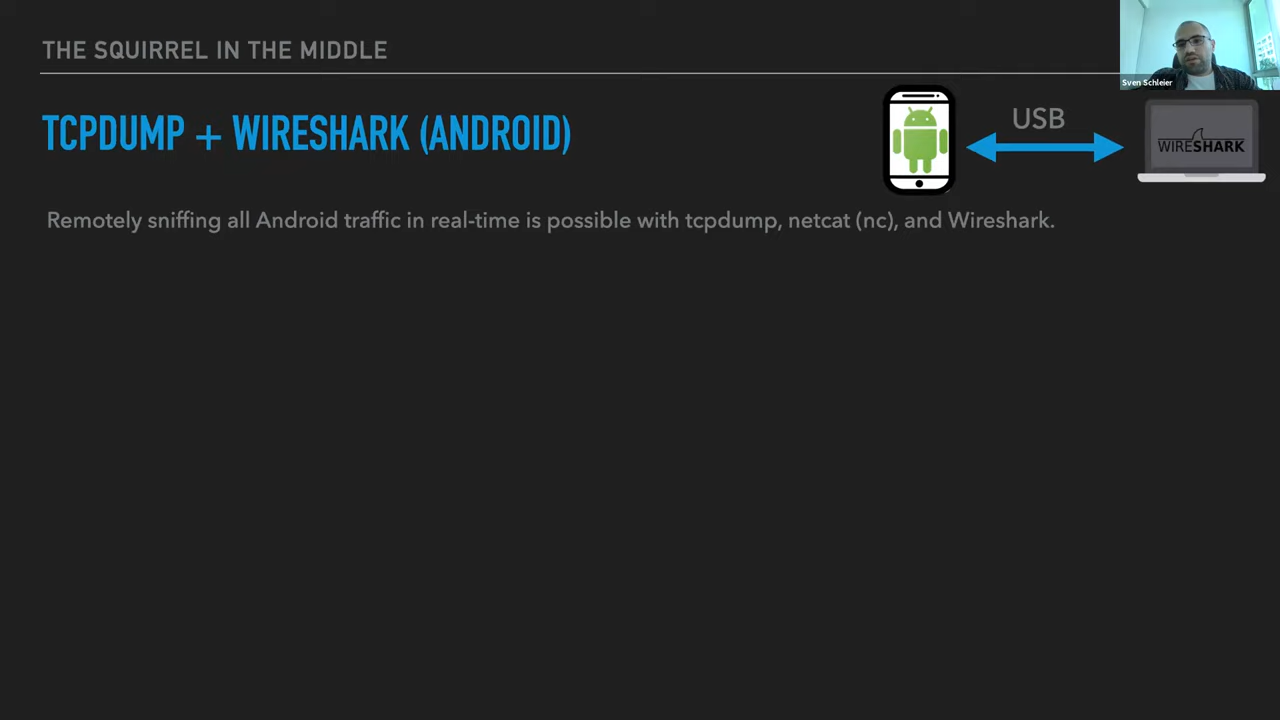 THE SQUIRREL IN THE MIDDLE
Sven Schleier
TCPDUMP + WIRESHARK (ANDROID)
USB
WIRESHARK
Remotely sniffing all Android traffic in real-time is possible with tcpdump, netcat (nc), and Wireshark.